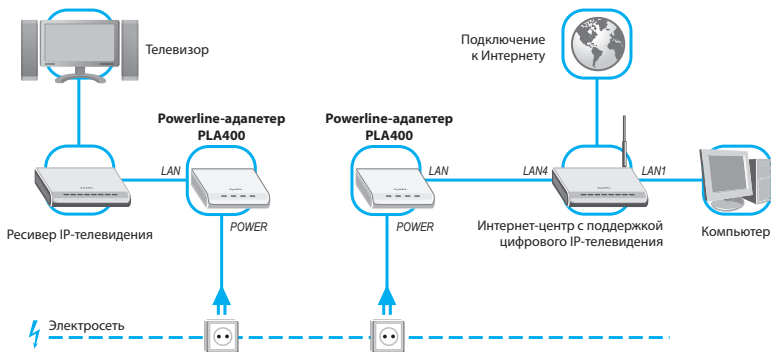 Телевизор
Подключение
к Интернету
Powerline-адаптер
PLA400
Powerline-адаптер
PLA400
LAN
LAN
LAN4
LAN1
POWER
POWER
Ресивер IP-телевидения
Интернет-центр с поддержкой
цифрового IP-телевидения
Компьютер
Электросеть